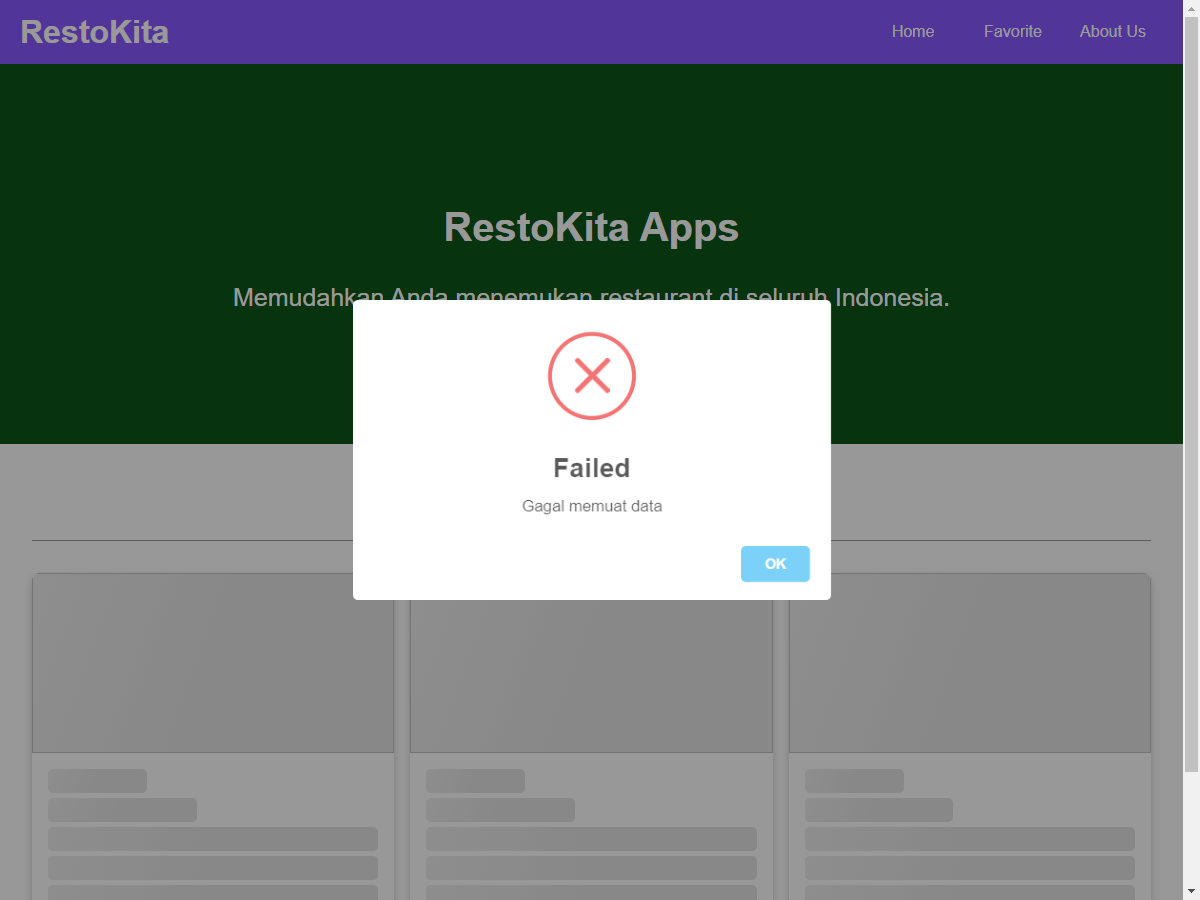 RestoKita
Home Favorite About Us
RestoKita Apps
Memudahkan Anda menemukan restaurant di seluruh Indonesia.
Failed
Gagal memuat data
OK